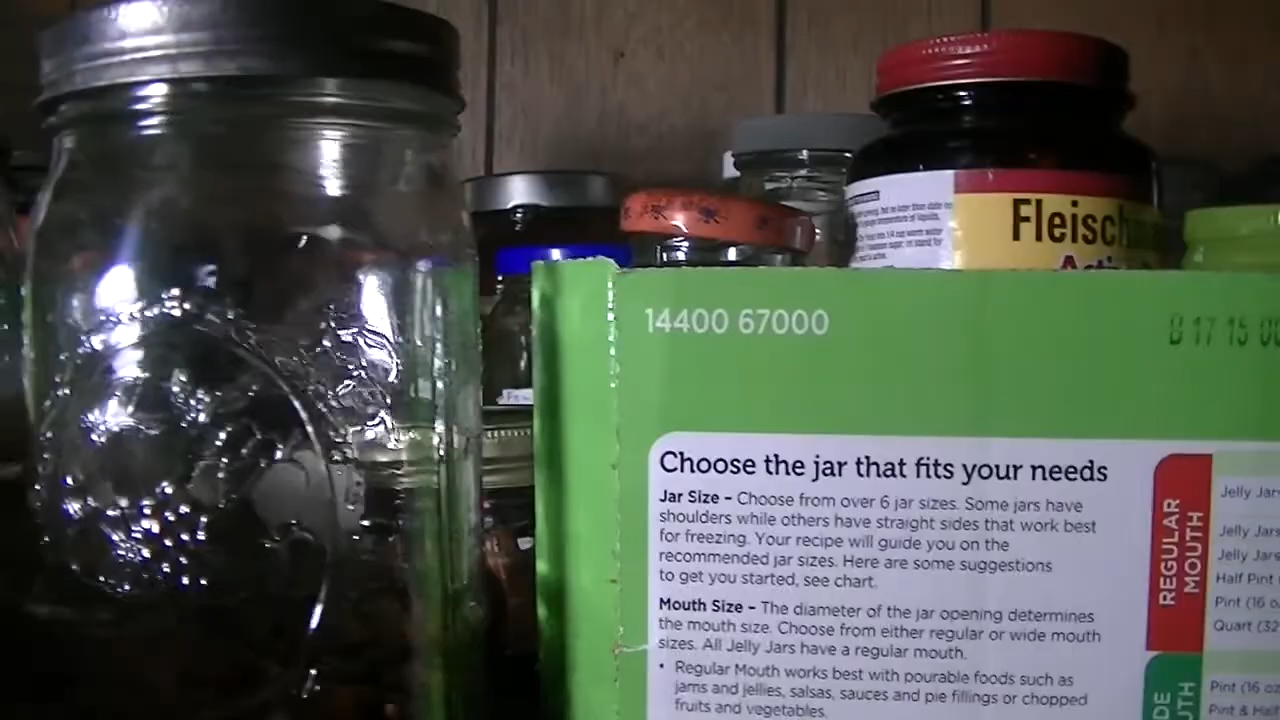 Fleisch
14400 67000
B 17 15
Choose the jar that fits your needs
Jar Size – Choose from over 6 jar sizes. Some jars have
shoulders while others have straight sides that work best
for freezing. Your recipe will guide you on the
recommended jar sizes. Here are some suggestions
to get you started, see chart.
Mouth Size – The diameter of the jar opening determines
the mouth size. Choose from either regular or wide mouth
sizes. All Jelly Jars have a regular mouth.
• Regular Mouth works best with pourable foods such as
jams and jellies, salsas, sauces and pie fillings or chopped
fruits and vegetables.
REGULAR
MOUTH
Jelly Jars
Jelly Jars
Jelly Jars
Half Pint
Pint (16 o
Quart (32
Pint (16 oz
Pint & Half